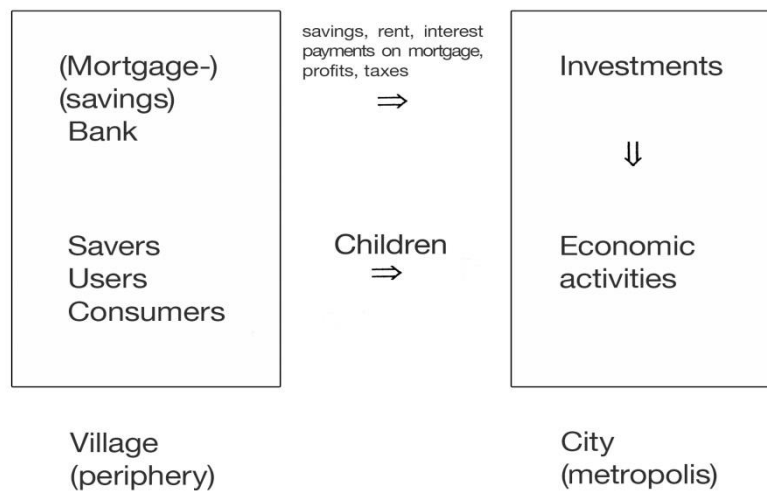 (Mortgage-)
(savings)
Bank
savings, rent, interest
payments on mortgage,
profits, taxes
⇒
Investments
⇓
Savers
Users
Consumers
Children
⇒
Economic
activities
Village
(periphery)
City
(metropolis)